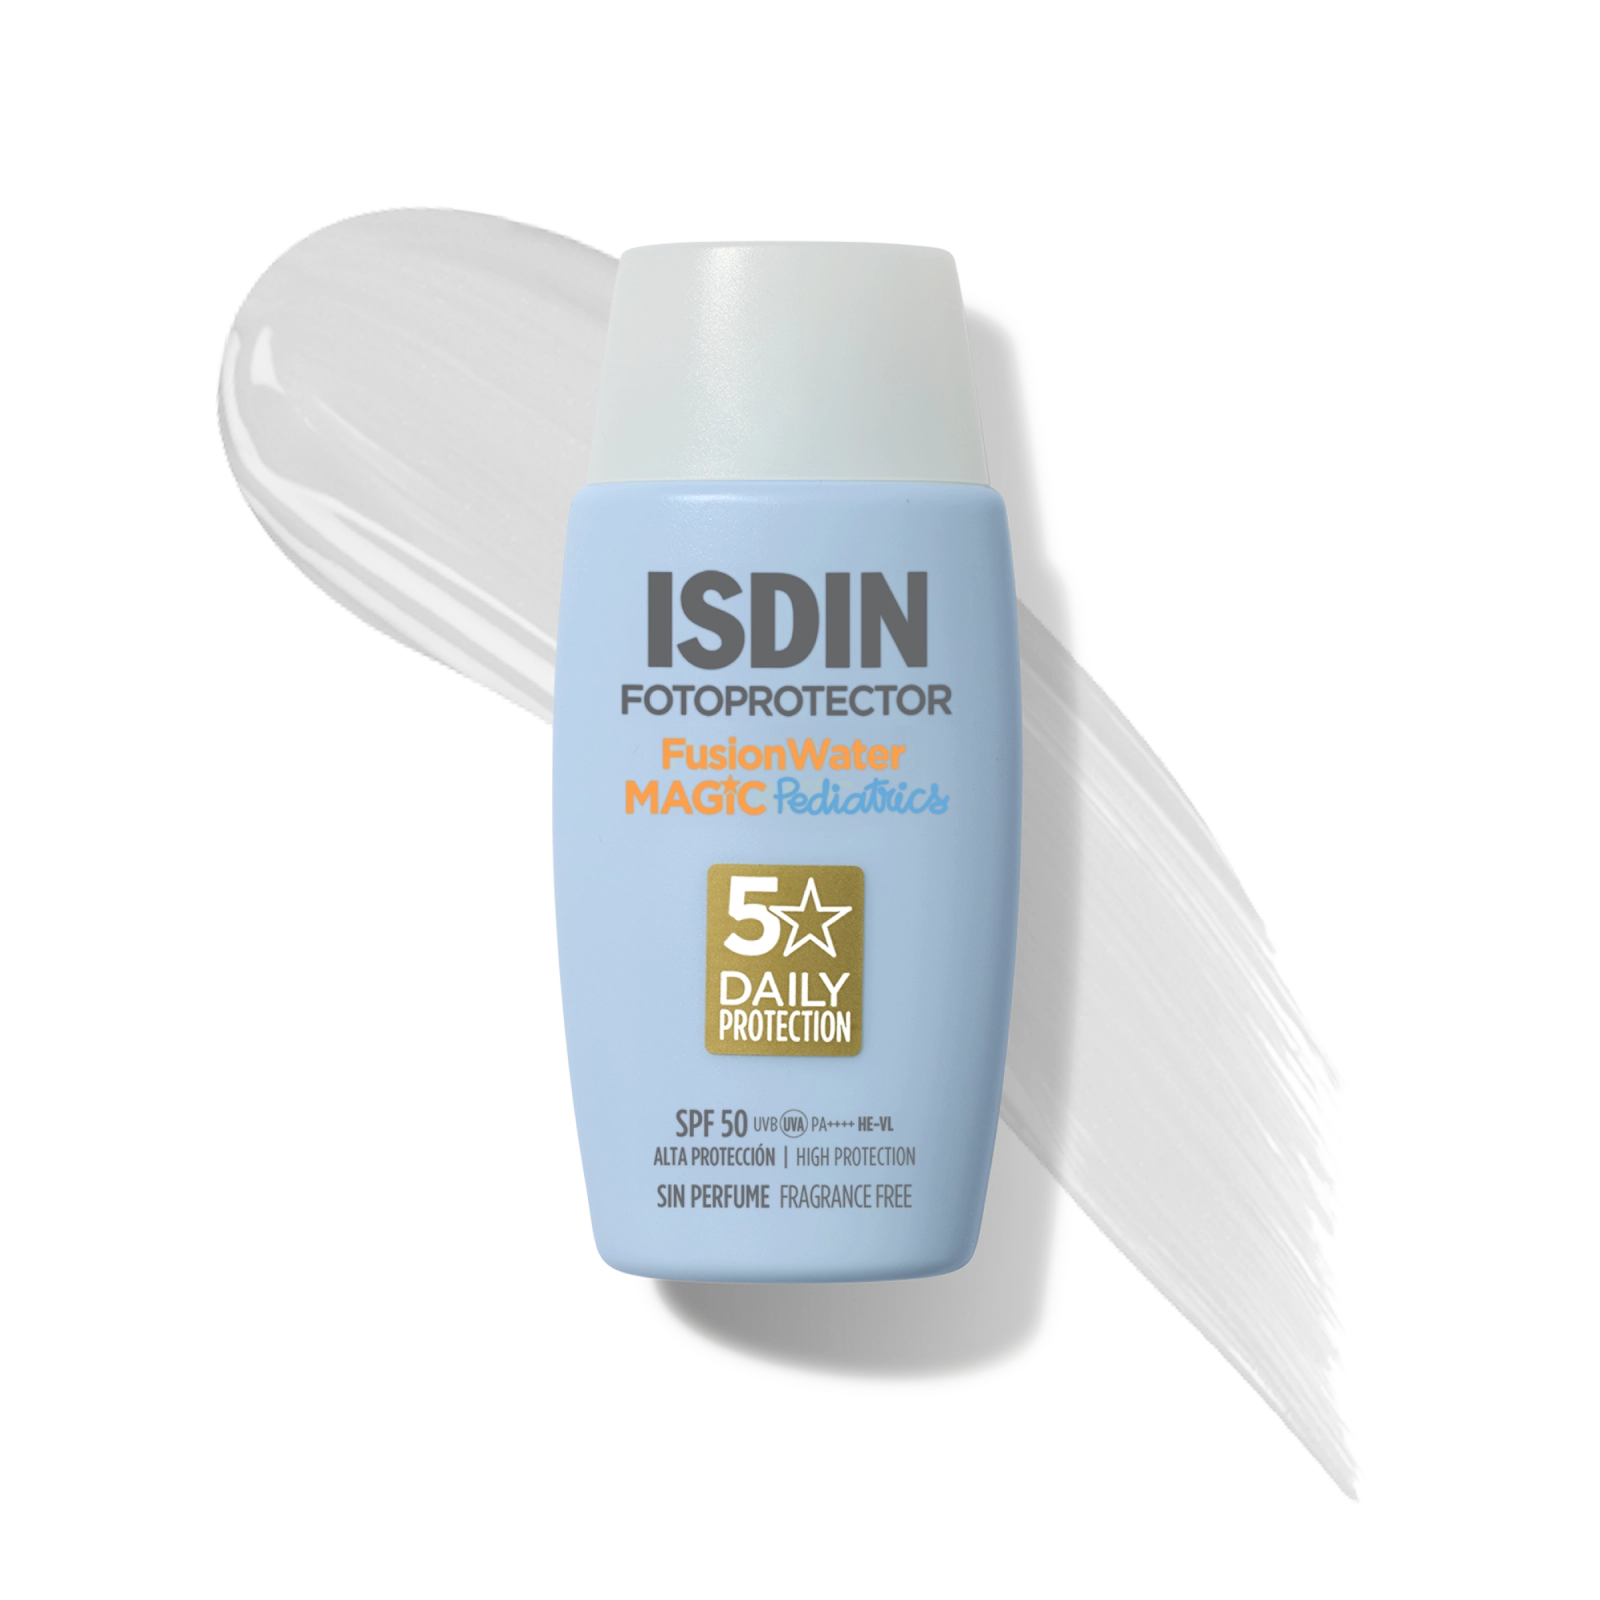 ISDIN
FOTOPROTECTOR
FusionWater
MAGIC Pediatrics
5☆
DAILY
PROTECTION
SPF 50 UVB UVA PA++++ HE-VL
ALTA PROTECCIÓN | HIGH PROTECTION
SIN PERFUME FRAGRANCE FREE